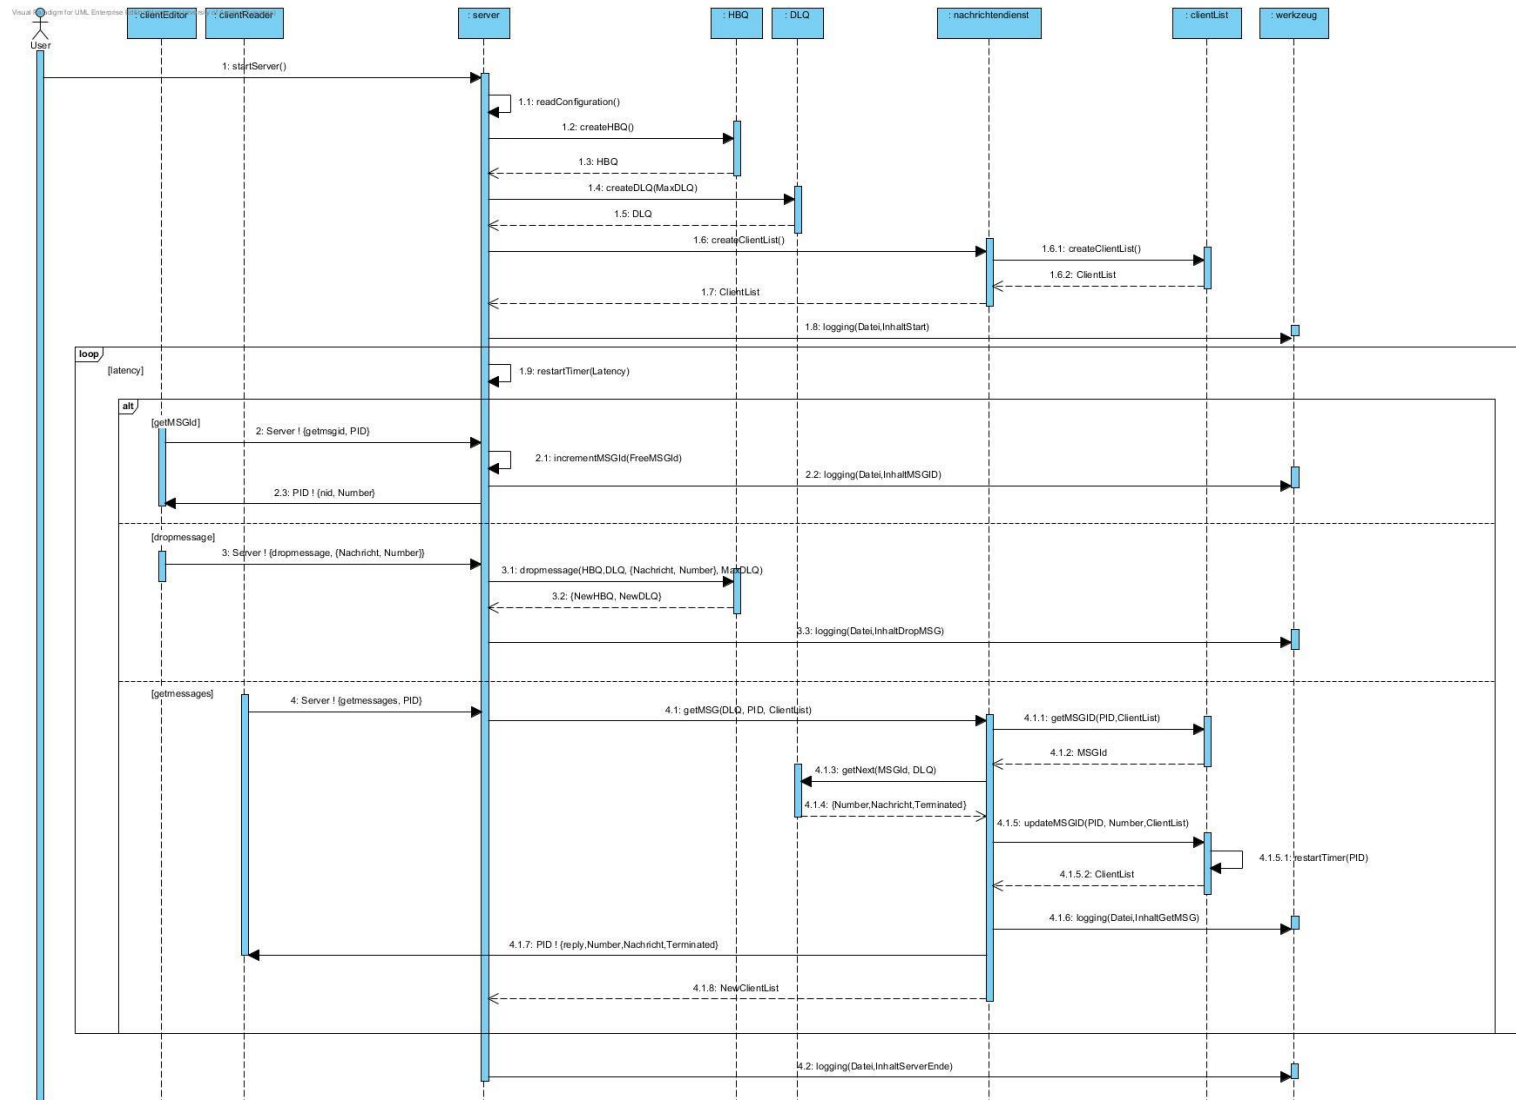 Visual Paradigm for UML Enterprise
: clientEditor
: clientReader
: server
: HBQ
: DLQ
: nachrichtendienst
: clientList
: werkzeug
User
1: startServer()
1.1: readConfiguration()
1.2: createHBQ()
1.3: HBQ
1.4: createDLQ(MaxDLQ)
1.5: DLQ
1.6: createClientList()
1.6.1: createClientList()
1.6.2: ClientList
1.7: ClientList
1.8: logging(Datei,InhaltStart)
loop
[latency]
1.9: restartTimer(Latency)
alt
[getMSGId]
2: Server ! {getmsgid, PID}
2.1: incrementMSGId(FreeMSGId)
2.2: logging(Datei,InhaltMSGID)
2.3: PID ! {nid, Number}
[dropmessage]
3: Server ! {dropmessage, {Nachricht, Number}}
3.1: dropmessage(HBQ,DLQ, {Nachricht, Number}, MaxDLQ)
3.2: {NewHBQ, NewDLQ}
3.3: logging(Datei,InhaltDropMSG)
[getmessages]
4: Server ! {getmessages, PID}
4.1: getMSG(DLQ, PID, ClientList)
4.1.1: getMSGID(PID,ClientList)
4.1.2: MSGId
4.1.3: getNext(MSGId, DLQ)
4.1.4: {Number,Nachricht,Terminated}
4.1.5: updateMSGID(PID, Number,ClientList)
4.1.5.1: restartTimer(PID)
4.1.5.2: ClientList
4.1.6: logging(Datei,InhaltGetMSG)
4.1.7: PID ! {reply,Number,Nachricht,Terminated}
4.1.8: NewClientList
4.2: logging(Datei,InhaltServerEnde)